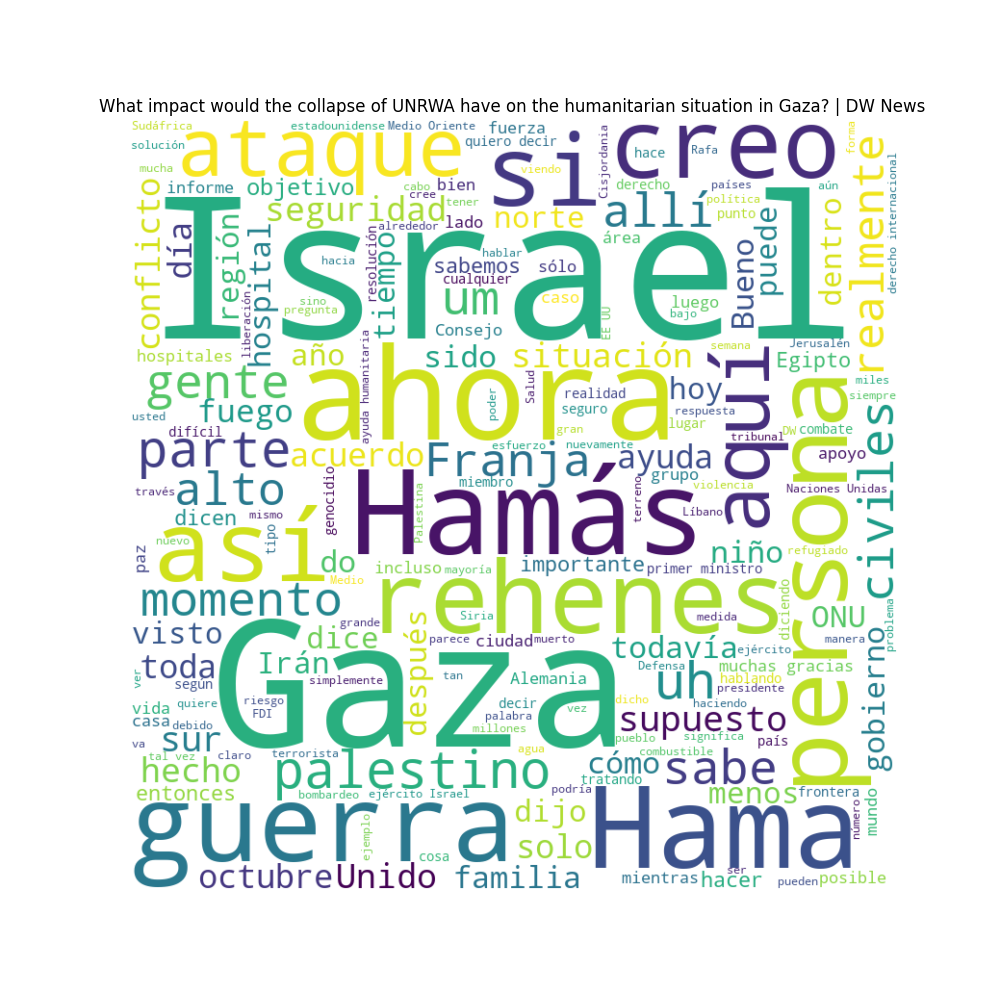 What impact would the collapse of UNRWA have on the humanitarian situation in Gaza? | DW News
Sudáfrica
estadounidense
Medio Oriente
fuerza
ataque
si
creo
solución
quiero decir
hace
Rafa
forma
mucha
viendo
Cisjordania
informe
objetivo
cabo
cree
bien
derecho
países
aún
realmente
derecho internacional
conflicto
día
región
hospital
seguridad
tener
alrededor
lado
norte
allí
política
punto
puede
dentro
Israel
área
hacia
resolución
tiempo
hablar
sabemos
sólo
cualquier
Bueno
sino
pregunta
um
caso
luego
bajo
liberación
Consejo
EE UU
semana
Jerusalén
hospitales
año
sido
situación
Egipto
gente
ahora
hoy
aquí
miles
siempre
ayuda humanitaria
Salud
realidad
poder
seguro
respuesta
usted
fuego
gran
lugar
persona
civiles
difícil
esfuerzo
nuevamente
tribunal
DW
combate
parte
acuerdo
Franja
ayuda
grupo
apoyo
través
alto
genocidio
Palestina
miembro
terreno
violencia
Naciones Unidas
Hamás
Líbano
dicen
mismo
así
nuevo
tipo
paz
do
niño
refugiado
Medio
incluso
mayoría
importante
primer ministro
rehenes
diciendo
momento
grande
Siria
medida
ONU
problema
visto
dice
después
parece
ciudad
muerto
todavía
ejército
manera
gobierno
toda
Irán
Gaza
simplemente
tan
Alemania
Defensa
muchas gracias
hablando
ver
según
uh
presidente
vida
quiere
riesgo
FDI
decir
vez
dicho
haciendo
casa
debido
palabra
millones
supuesto
pueblo
significa
país
va
sur
claro
tal vez
terrorista
agua
combustible
hecho
palestino
cómo
sabe
tratando
entonces
bombardeo
ejército Israel
podría
menos
frontera
mundo
guerra
ejemplo
dijo
Hama
número
cosa
solo
octubre
Unido
familia
mientras
hacer
ser
pueden
posible